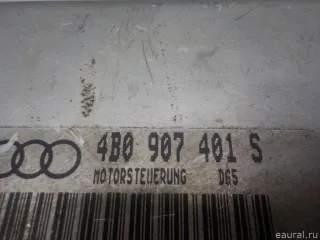 4B0 907 401 S
MOTORSTEUERUNG D65
eaural.ru